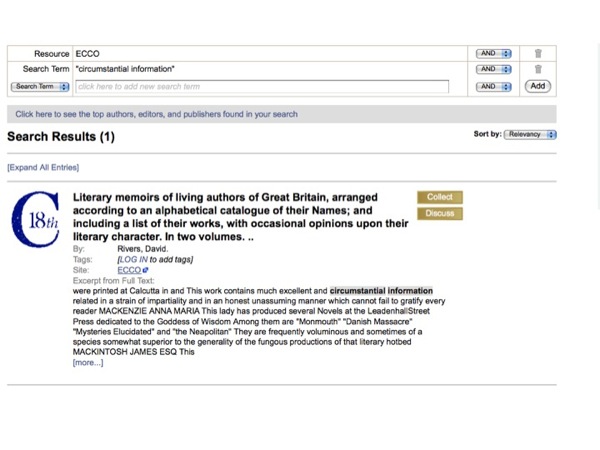 Resource ECCO AND
Search Term "circumstantial information" AND
Search Term click here to add new search term AND Add
Click here to see the top authors, editors, and publishers found in your search
Search Results (1) Sort by: Relevancy
[Expand All Entries]
C 18th
Literary memoirs of living authors of Great Britain, arranged
according to an alphabetical catalogue of their Names; and
including a list of their works, with occasional opinions upon their
literary character. In two volumes. ..
Collect
Discuss
By: Rivers, David.
Tags: [LOG IN to add tags]
Site: ECCO
Excerpt from Full Text:
were printed at Calcutta in and This work contains much excellent and circumstantial information
related in a strain of impartiality and in an honest unassuming manner which cannot fail to gratify every
reader MACKENZIE ANNA MARIA This lady has produced several Novels at the LeadenhallStreet
Press dedicated to the Goddess of Wisdom Among them are "Monmouth" "Danish Massacre"
"Mysteries Elucidated" and "the Neapolitan" They are frequently voluminous and sometimes of a
species somewhat superior to the generality of the fungous productions of that literary hotbed
MACKINTOSH JAMES ESQ This
[more...]